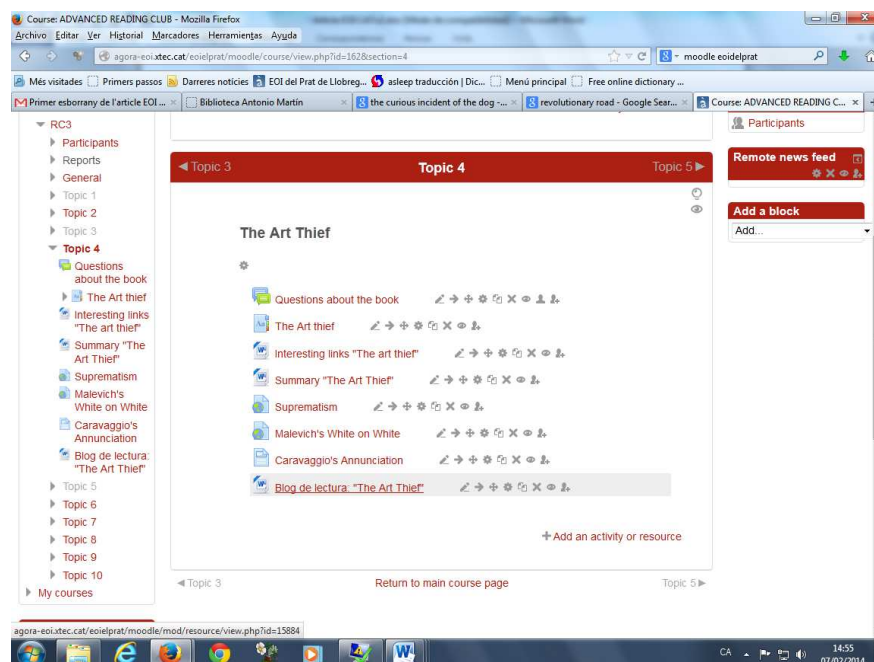 Course: ADVANCED READING CLUB - Mozilla Firefox
Archivo Editar Ver Historial Marcadores Herramientas Ayuda
agora-eoi.xtec.cat/eoielprat/moodle/course/view.php?id=162&section=4
moodle eoidelprat
Més visitades Primers passos Darreres notícies EOI del Prat de Llobreg... asleep traducción | Dic... Menú principal Free online dictionary ...
Primer esborrany de l'article EOI ... Biblioteca Antonio Martín the curious incident of the dog -... revolutionary road - Google Sear... Course: ADVANCED READING C...
RC3
Participants
Reports
General
Topic 1
Topic 2
Topic 3
Topic 4
Questions
about the book
The Art thief
Interesting links
"The art thief"
Summary "The
Art Thief"
Suprematism
Malevich's
White on White
Caravaggio's
Annunciation
Blog de lectura:
"The Art Thief"
Topic 5
Topic 6
Topic 7
Topic 8
Topic 9
Topic 10
My courses
Topic 3
Topic 4
Topic 5
The Art Thief
Questions about the book
The Art thief
Interesting links "The art thief"
Summary "The Art Thief"
Suprematism
Malevich's White on White
Caravaggio's Annunciation
Blog de lectura: "The Art Thief"
Add an activity or resource
Topic 3
Return to main course page
Topic 5
Participants
Remote news feed
Add a block
Add...
agora-eoi.xtec.cat/eoielprat/moodle/mod/resource/view.php?id=15884
CA
14:55
07/02/2014